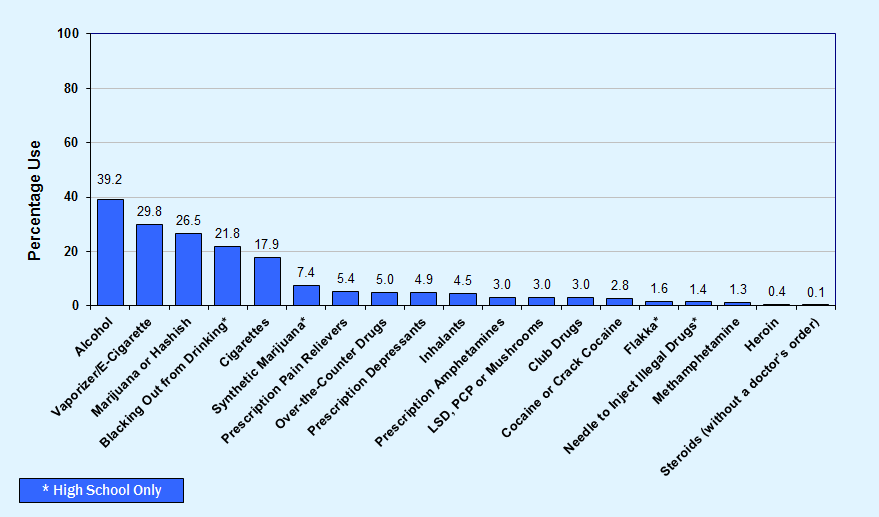 100
80
60
40
20
0
Percentage Use
39.2
29.8
26.5
21.8
17.9
7.4
5.4
5.0
4.9
4.5
3.0
3.0
3.0
2.8
1.6
1.4
1.3
0.4
0.1
Alcohol
Vaporizer/E-Cigarette
Marijuana or Hashish
Blacking Out from Drinking*
Cigarettes
Synthetic Marijuana*
Prescription Pain Relievers
Over-the-Counter Drugs
Prescription Depressants
Inhalants
Prescription Amphetamines
LSD, PCP or Mushrooms
Club Drugs
Cocaine or Crack Cocaine
Flakka*
Needle to Inject Illegal Drugs*
Methamphetamine
Heroin
Steroids (without a doctor's order)
* High School Only